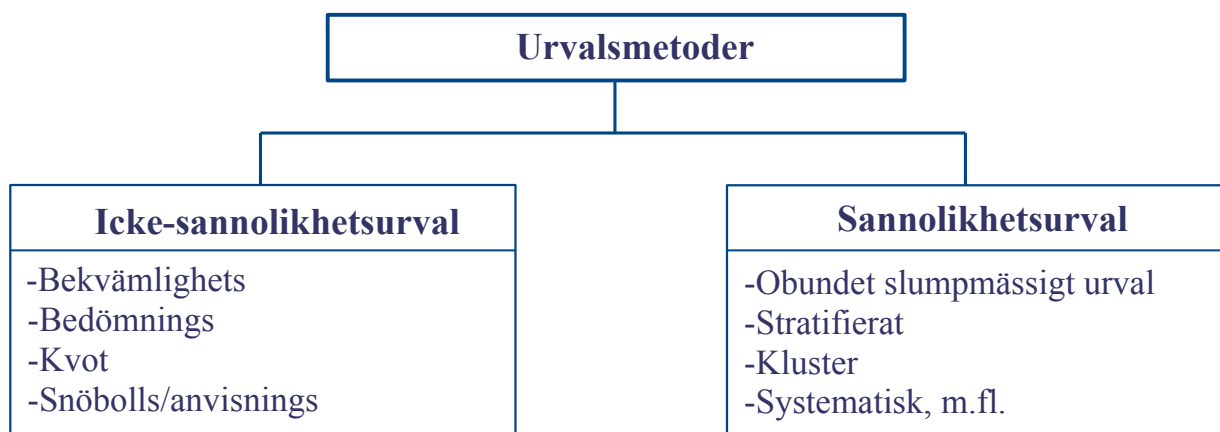 Urvalsmetoder
Icke-sannolikhetsurval
-Bekvämlighets
-Bedömnings
-Kvot
-Snöbolls/anvisnings
Sannolikhetsurval
-Obundet slumpmässigt urval
-Stratifierat
-Kluster
-Systematisk, m.fl.